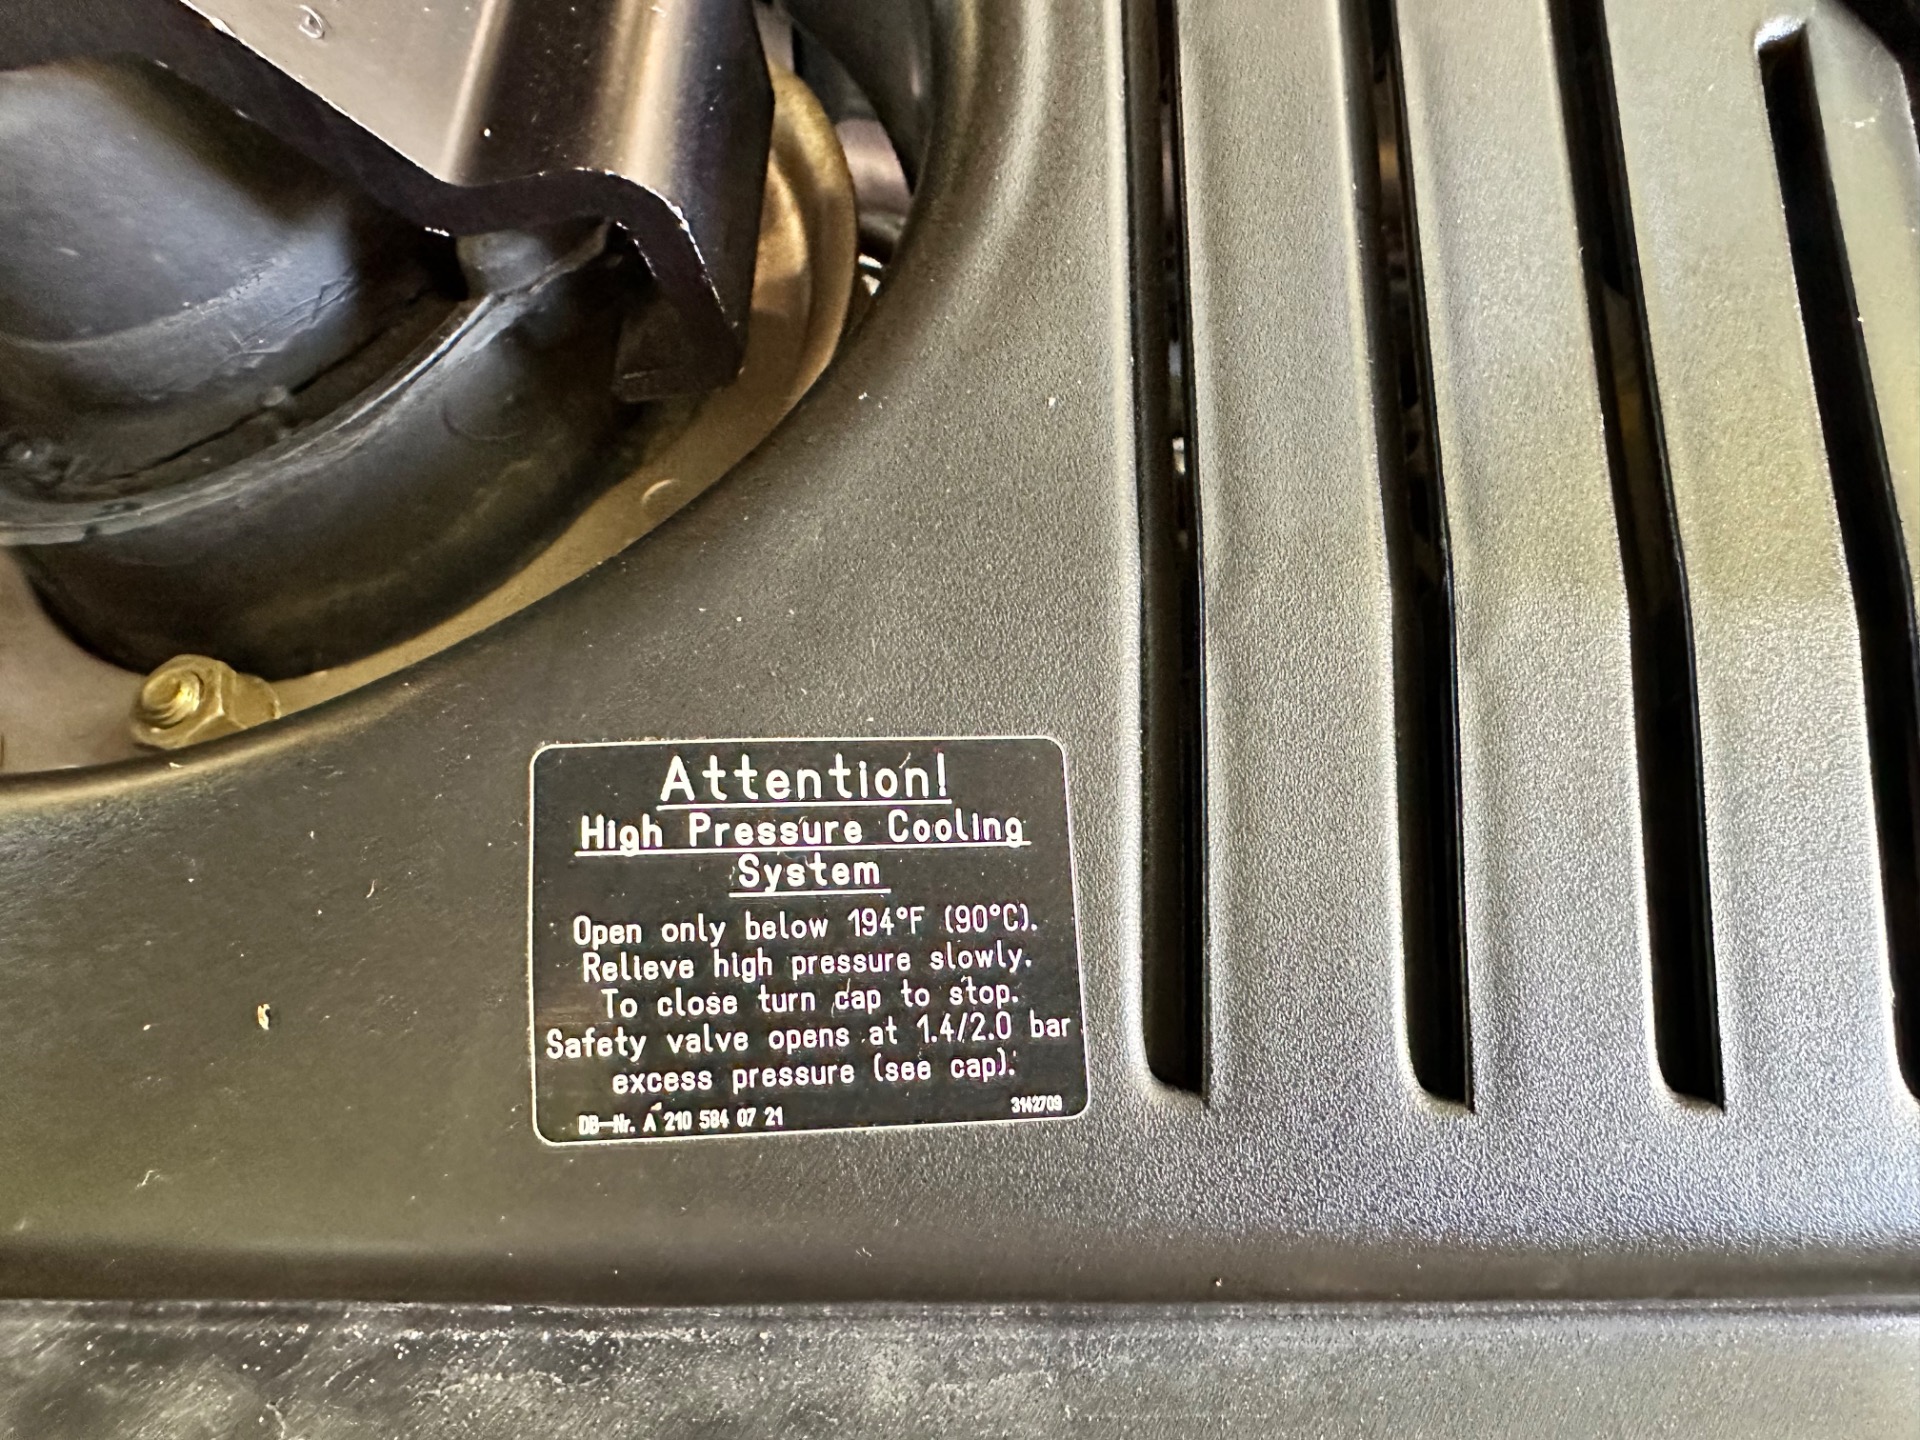 Attention!
High Pressure Cooling
System
Open only below 194°F (90°C).
Relieve high pressure slowly.
To close turn cap to stop.
Safety valve opens at 1.4/2.0 bar
excess pressure (see cap).
DB-Nr. A 210 584 07 21
3142709